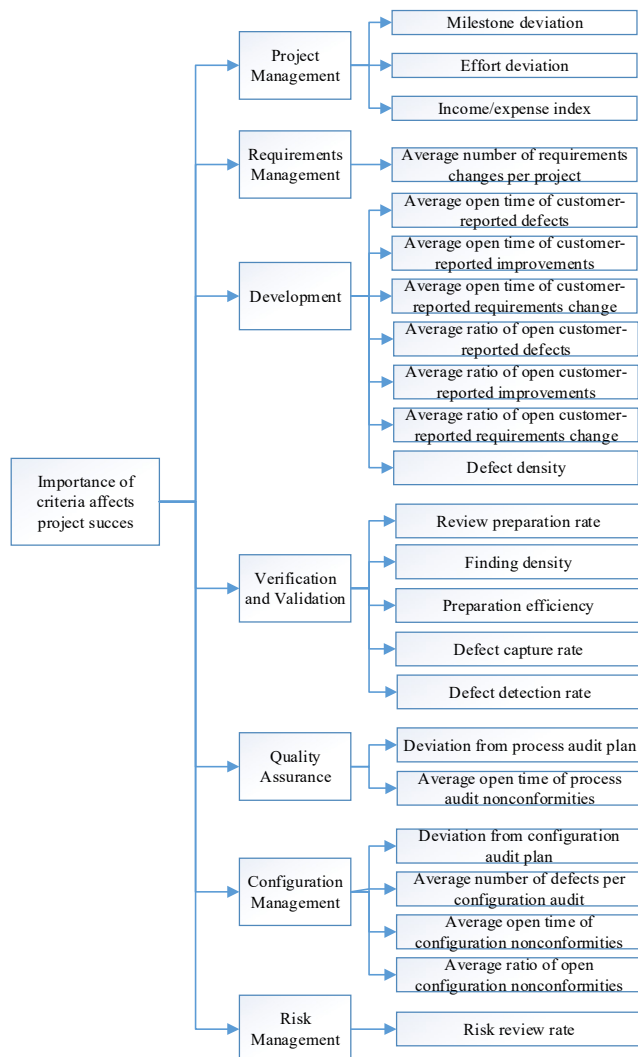 Milestone deviation
Project
Management
Effort deviation
Income/expense index
Requirements
Management
Average number of requirements
changes per project
Average open time of customer-
reported defects
Average open time of customer-
reported improvements
Development
Average open time of customer-
reported requirements change
Average ratio of open customer-
reported defects
Average ratio of open customer-
reported improvements
Average ratio of open customer-
reported requirements change
Defect density
Importance of
criteria affects
project succes
Review preparation rate
Finding density
Verification
and Validation
Preparation efficiency
Defect capture rate
Defect detection rate
Quality
Assurance
Deviation from process audit plan
Average open time of process
audit nonconformities
Deviation from configuration
audit plan
Configuration
Management
Average number of defects per
configuration audit
Average open time of
configuration nonconformities
Average ratio of open
configuration nonconformities
Risk
Management
Risk review rate